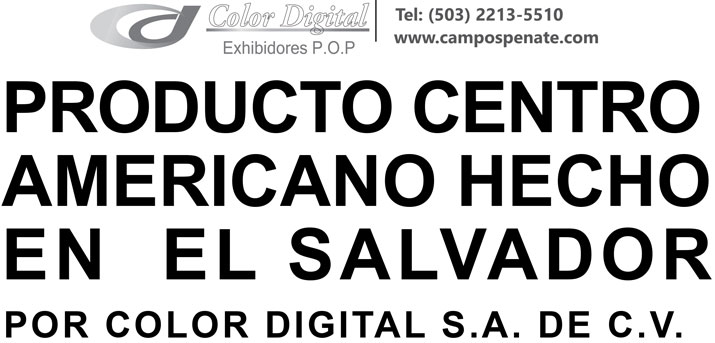 Color Digital
Exhibidores P.O.P
Tel: (503) 2213-5510
www.campospenate.com
PRODUCTO CENTRO
AMERICANO HECHO
EN EL SALVADOR
POR COLOR DIGITAL S.A. DE C.V.